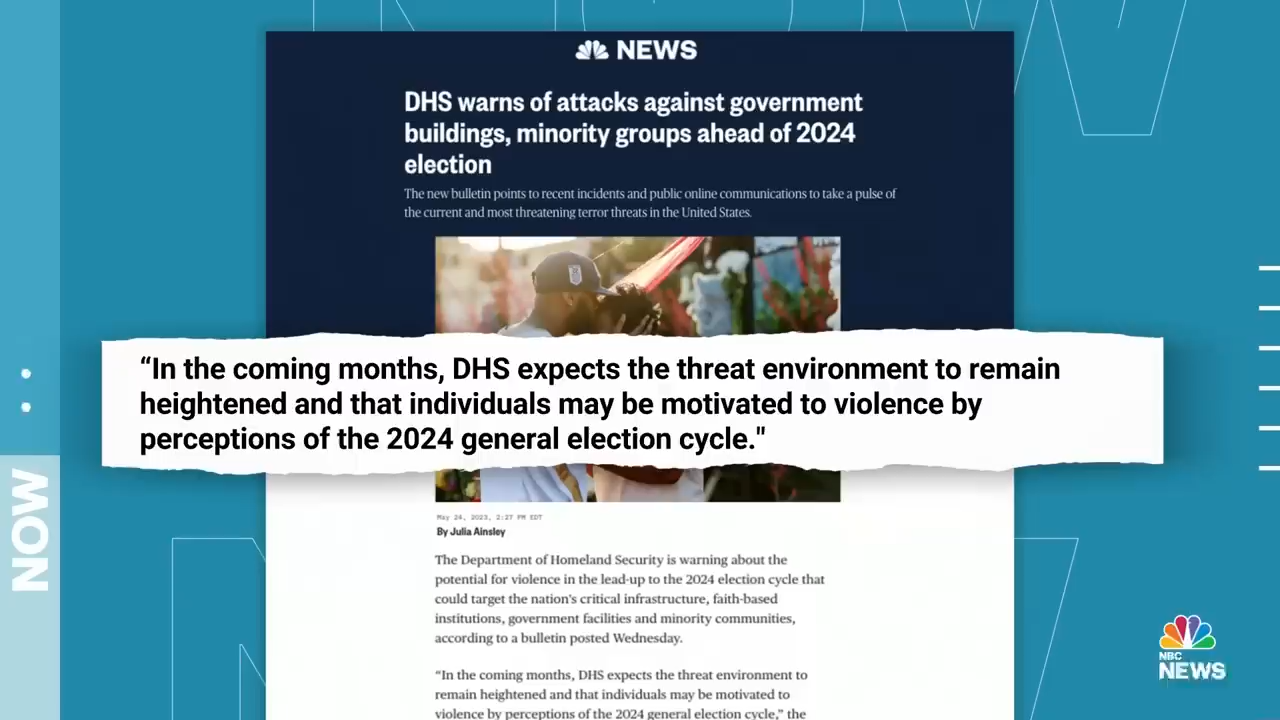 NEWS
DHS warns of attacks against government
buildings, minority groups ahead of 2024
election
The new bulletin points to recent incidents and public online communications to take a pulse of
the current and most threatening terror threats in the United States.
“In the coming months, DHS expects the threat environment to remain
heightened and that individuals may be motivated to violence by
perceptions of the 2024 general election cycle."
May 24, 2023, 2:27 PM EDT
By Julia Ainsley
The Department of Homeland Security is warning about the
potential for violence in the lead-up to the 2024 election cycle that
could target the nation's critical infrastructure, faith-based
institutions, government facilities and minority communities,
according to a bulletin posted Wednesday.
“In the coming months, DHS expects the threat environment to
remain heightened and that individuals may be motivated to
violence by perceptions of the 2024 general election cycle,” the
NOW
NBC
NEWS